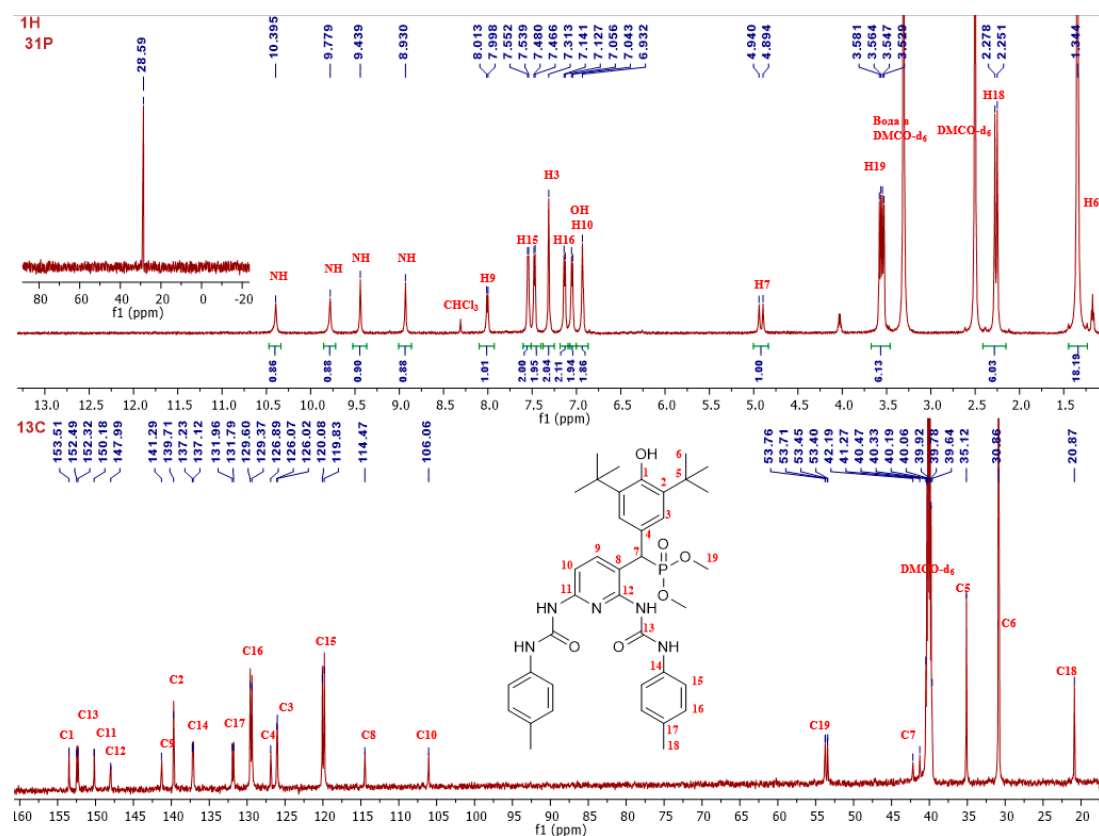 1H
31P
28.59
10.395
9.779
9.439
8.930
8.013
7.998
7.552
7.539
7.480
7.466
7.313
7.141
7.127
7.056
7.043
6.932
4.940
4.894
3.581
3.564
3.547
3.529
2.278
2.251
1.344
Вода в
DMCO-d6
DMCO-d6
H18
H19
H3
OH
H10
H15
H16
H6
NH
NH
NH
NH
H9
CHCl3
H7
80 60 40 20 0 -20
f1 (ppm)
0.86
0.88
0.90
0.88
1.01
2.00
1.95
2.04
2.11
1.94
1.86
1.00
6.13
6.03
18.19
13.0 12.5 12.0 11.5 11.0 10.5 10.0 9.5 9.0 8.5 8.0 7.5 7.0 6.5 6.0 5.5 5.0 4.5 4.0 3.5 3.0 2.5 2.0 1.5
f1 (ppm)
13C
153.51
152.49
152.32
150.18
147.99
141.29
139.71
137.23
137.12
131.96
131.79
129.60
129.37
126.89
126.07
126.02
120.08
119.83
114.47
106.06
53.76
53.71
53.45
53.40
42.19
41.27
40.47
40.33
40.19
40.06
39.92
39.78
39.64
35.12
30.86
20.87
OH
6
1
5
2
3
4
9
7
O
19
10
8
P
O
O
11
12
HN
N
NH
13
HN
O
O
NH
14
15
16
17
18
DMCO-d6
C5
C6
C15
C16
C2
C18
C13
C1
C11
C12
C9
C14
C17
C4
C3
C8
C10
C19
C7
160 155 150 145 140 135 130 125 120 115 110 105 100 95 90 85 80 75 70 65 60 55 50 45 40 35 30 25 20
f1 (ppm)